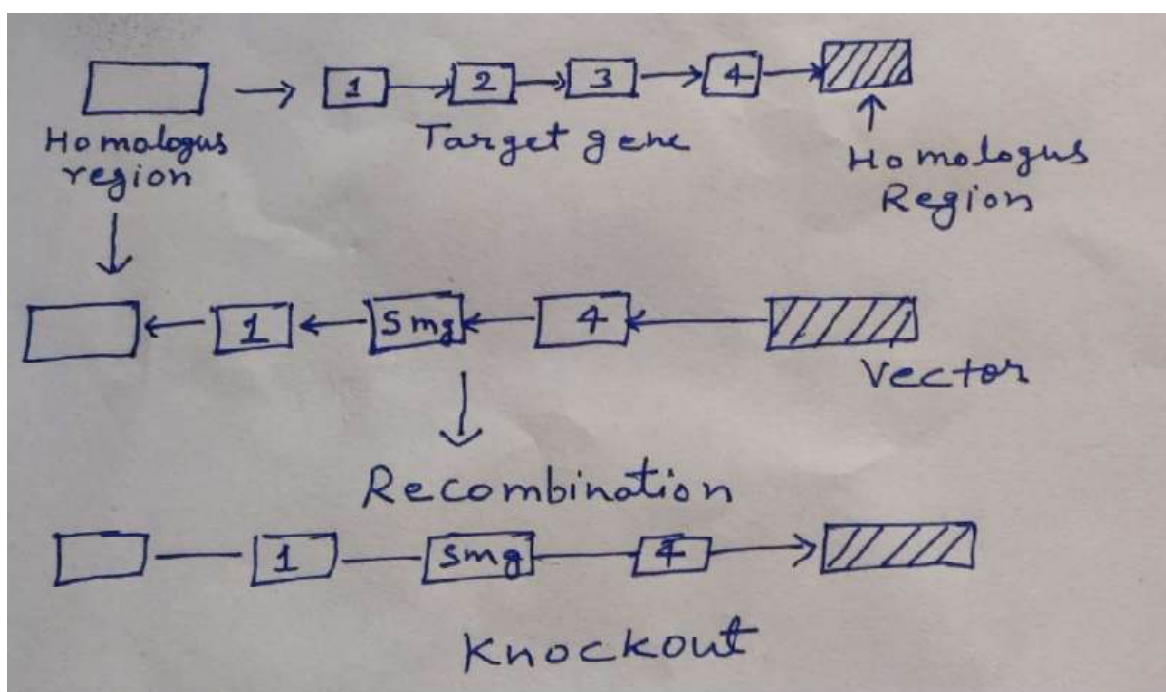 1 2 3 4
Homologus
region
Target gene
Homologus
Region
1 Smg 4
Vector
Recombination
1 Smg 4
Knockout